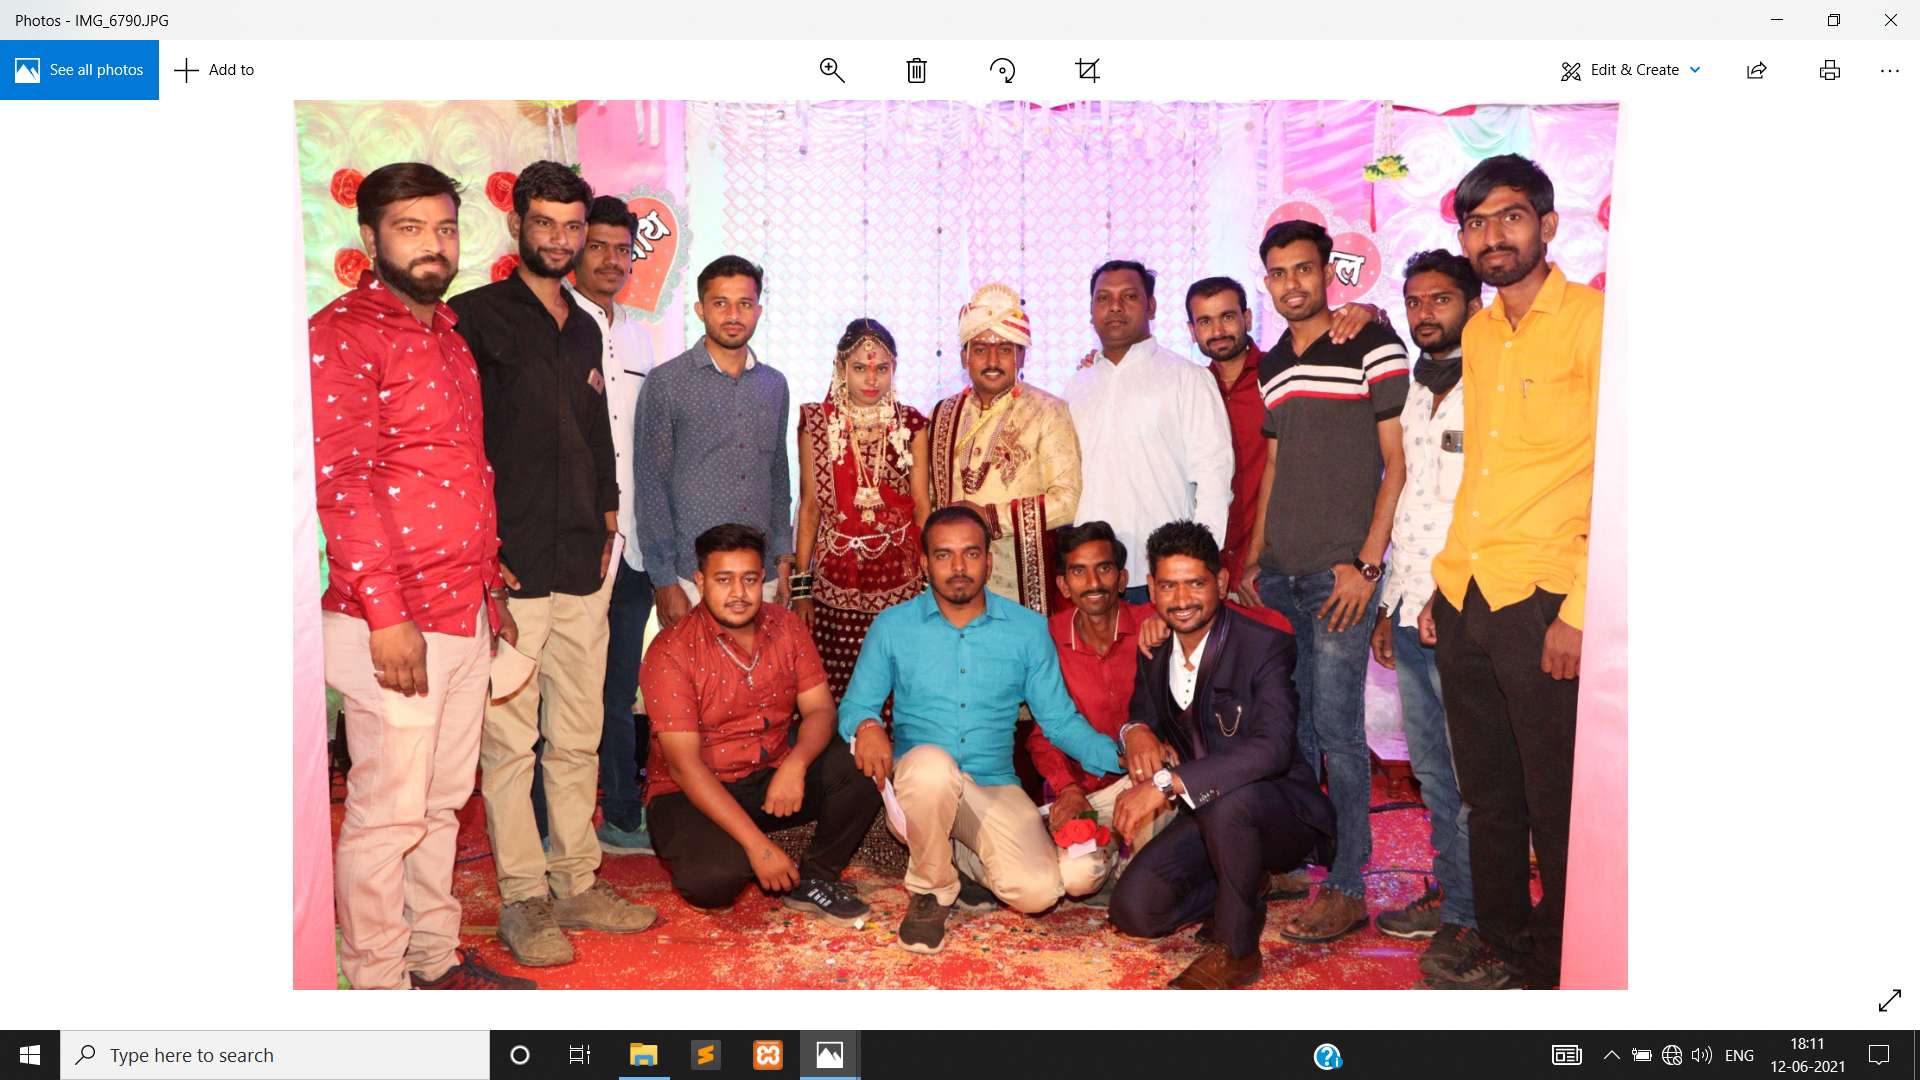 Photos - IMG_6790.JPG
See all photos
Add to
Edit & Create
Type here to search
ENG
18:11
12-06-2021